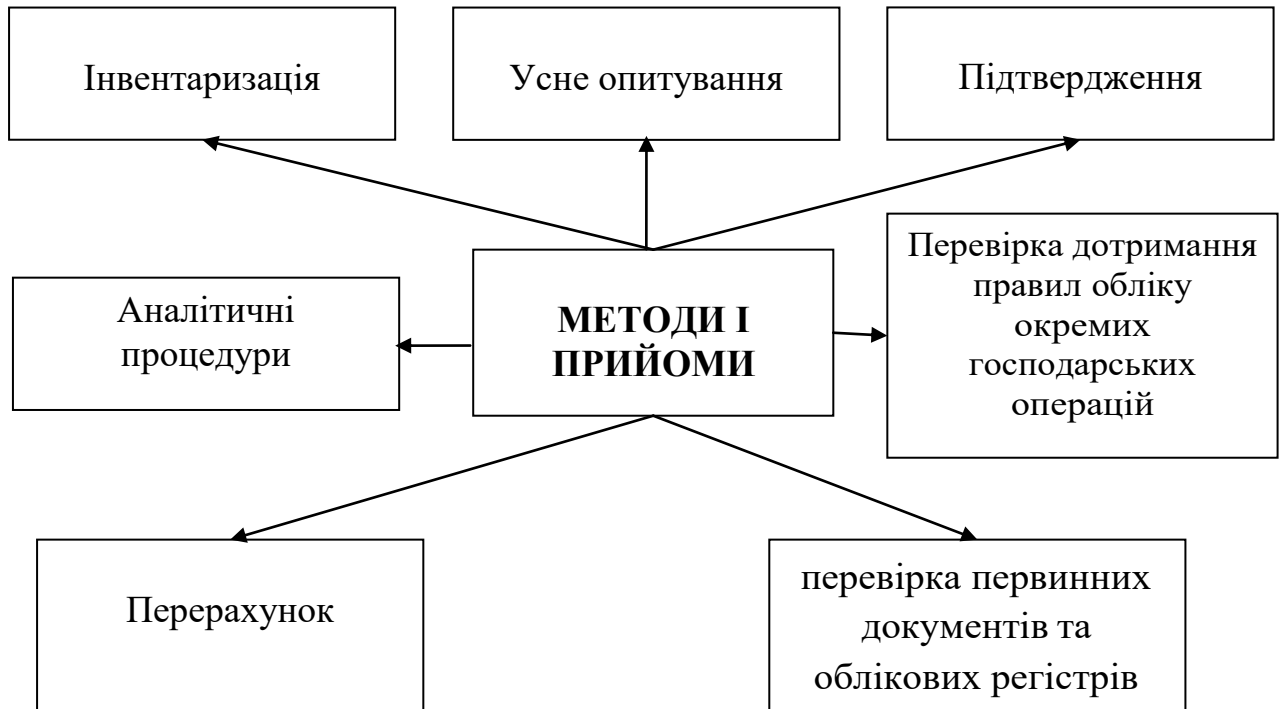 Інвентаризація
Усне опитування
Підтвердження
Аналітичні
процедури
МЕТОДИ І
ПРИЙОМИ
Перевірка дотримання
правил обліку
окремих
господарських
операцій
Перерахунок
перевірка первинних
документів та
облікових регістрів